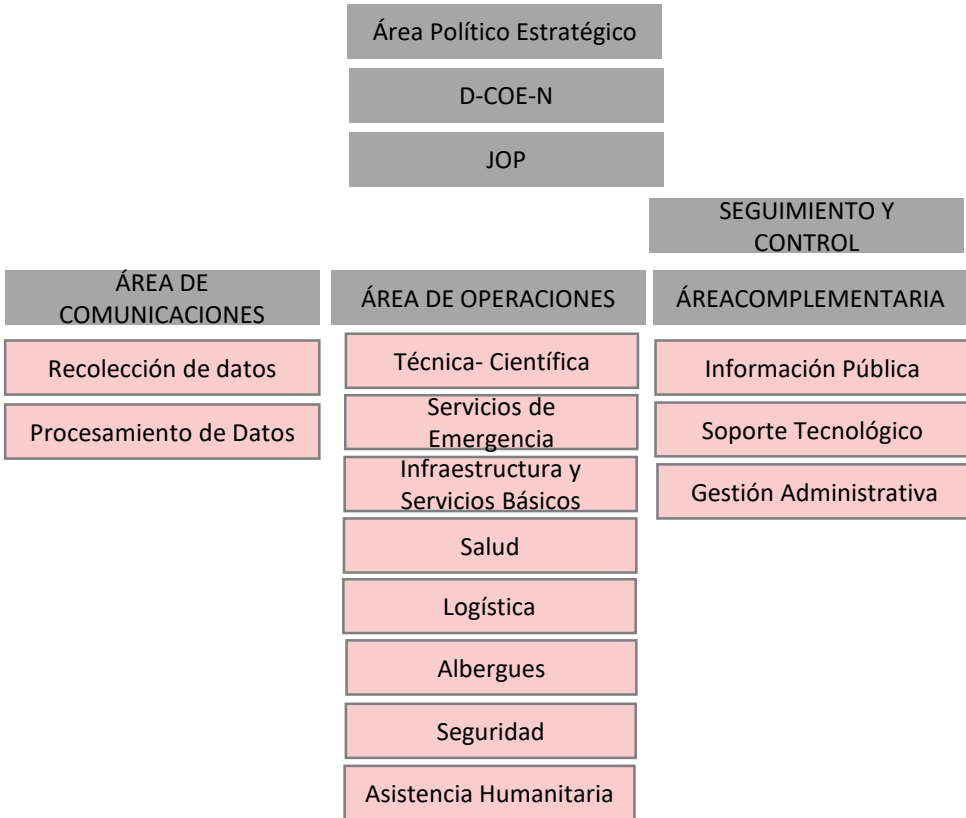 Área Político Estratégico
D-COE-N
JOP
SEGUIMIENTO Y
CONTROL
ÁREA DE
COMUNICACIONES
Recolección de datos
Procesamiento de Datos
ÁREA DE OPERACIONES
Técnica- Científica
Servicios de
Emergencia
Infraestructura y
Servicios Básicos
Salud
Logística
Albergues
Seguridad
Asistencia Humanitaria
ÁREACOMPLEMENTARIA
Información Pública
Soporte Tecnológico
Gestión Administrativa